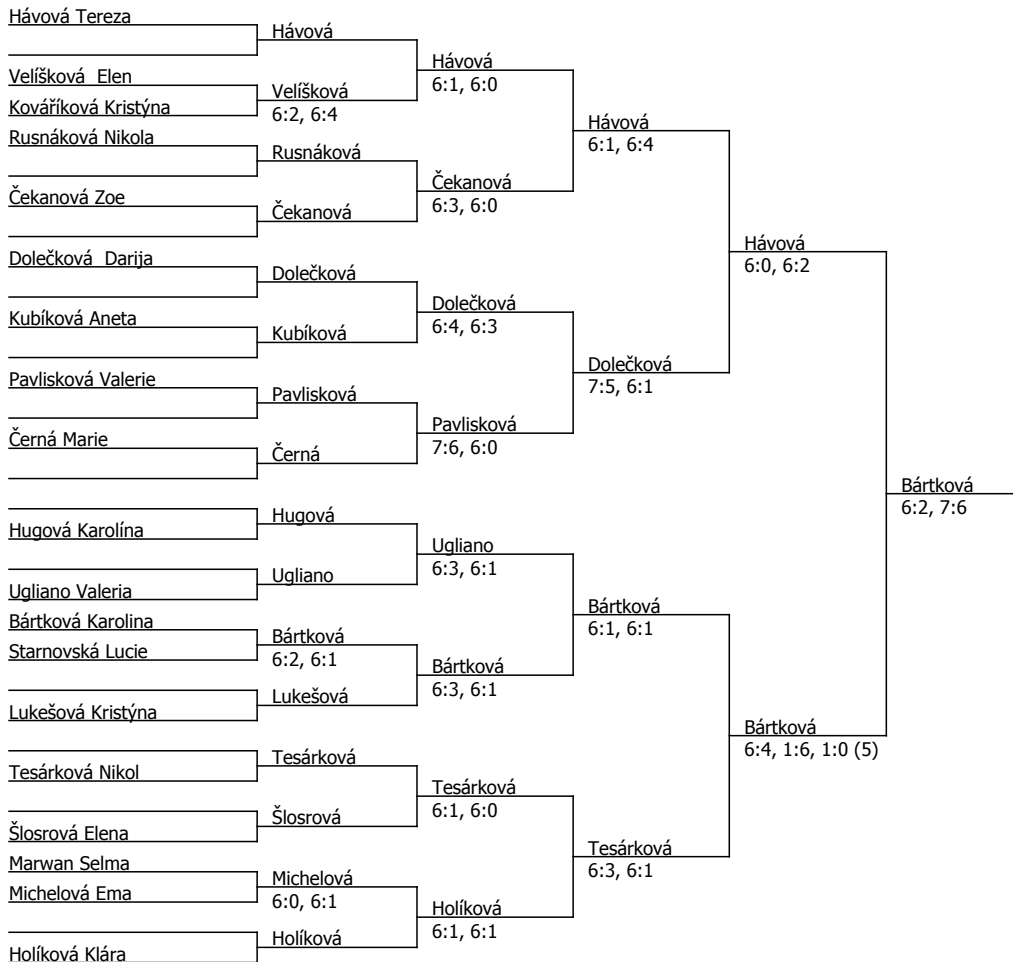 Hávová Tereza
Velíšková  Elen
Kováříková Kristýna
Rusnáková Nikola
Čekanová Zoe
Dolečková  Darija
Kubíková Aneta
Pavlisková Valerie
Černá Marie
Hugová Karolína
Ugliano Valeria
Bártková Karolina
Starnovská Lucie
Lukešová Kristýna
Tesárková Nikol
Šlosrová Elena
Marwan Selma
Michelová Ema
Holíková Klára
Hávová
Velíšková
6:2, 6:4
Rusnáková
Čekanová
Dolečková
Kubíková
Pavlisková
Černá
Hugová
Ugliano
Bártková
6:2, 6:1
Lukešová
Tesárková
Šlosrová
Michelová
6:0, 6:1
Holíková
Hávová
6:1, 6:0
Čekanová
6:3, 6:0
Dolečková
6:4, 6:3
Pavlisková
7:6, 6:0
Ugliano
6:3, 6:1
Bártková
6:3, 6:1
Tesárková
6:1, 6:0
Holíková
6:1, 6:1
Hávová
6:1, 6:4
Dolečková
7:5, 6:1
Bártková
6:1, 6:1
Tesárková
6:3, 6:1
Hávová
6:0, 6:2
Bártková
6:4, 1:6, 1:0 (5)
Bártková
6:2, 7:6